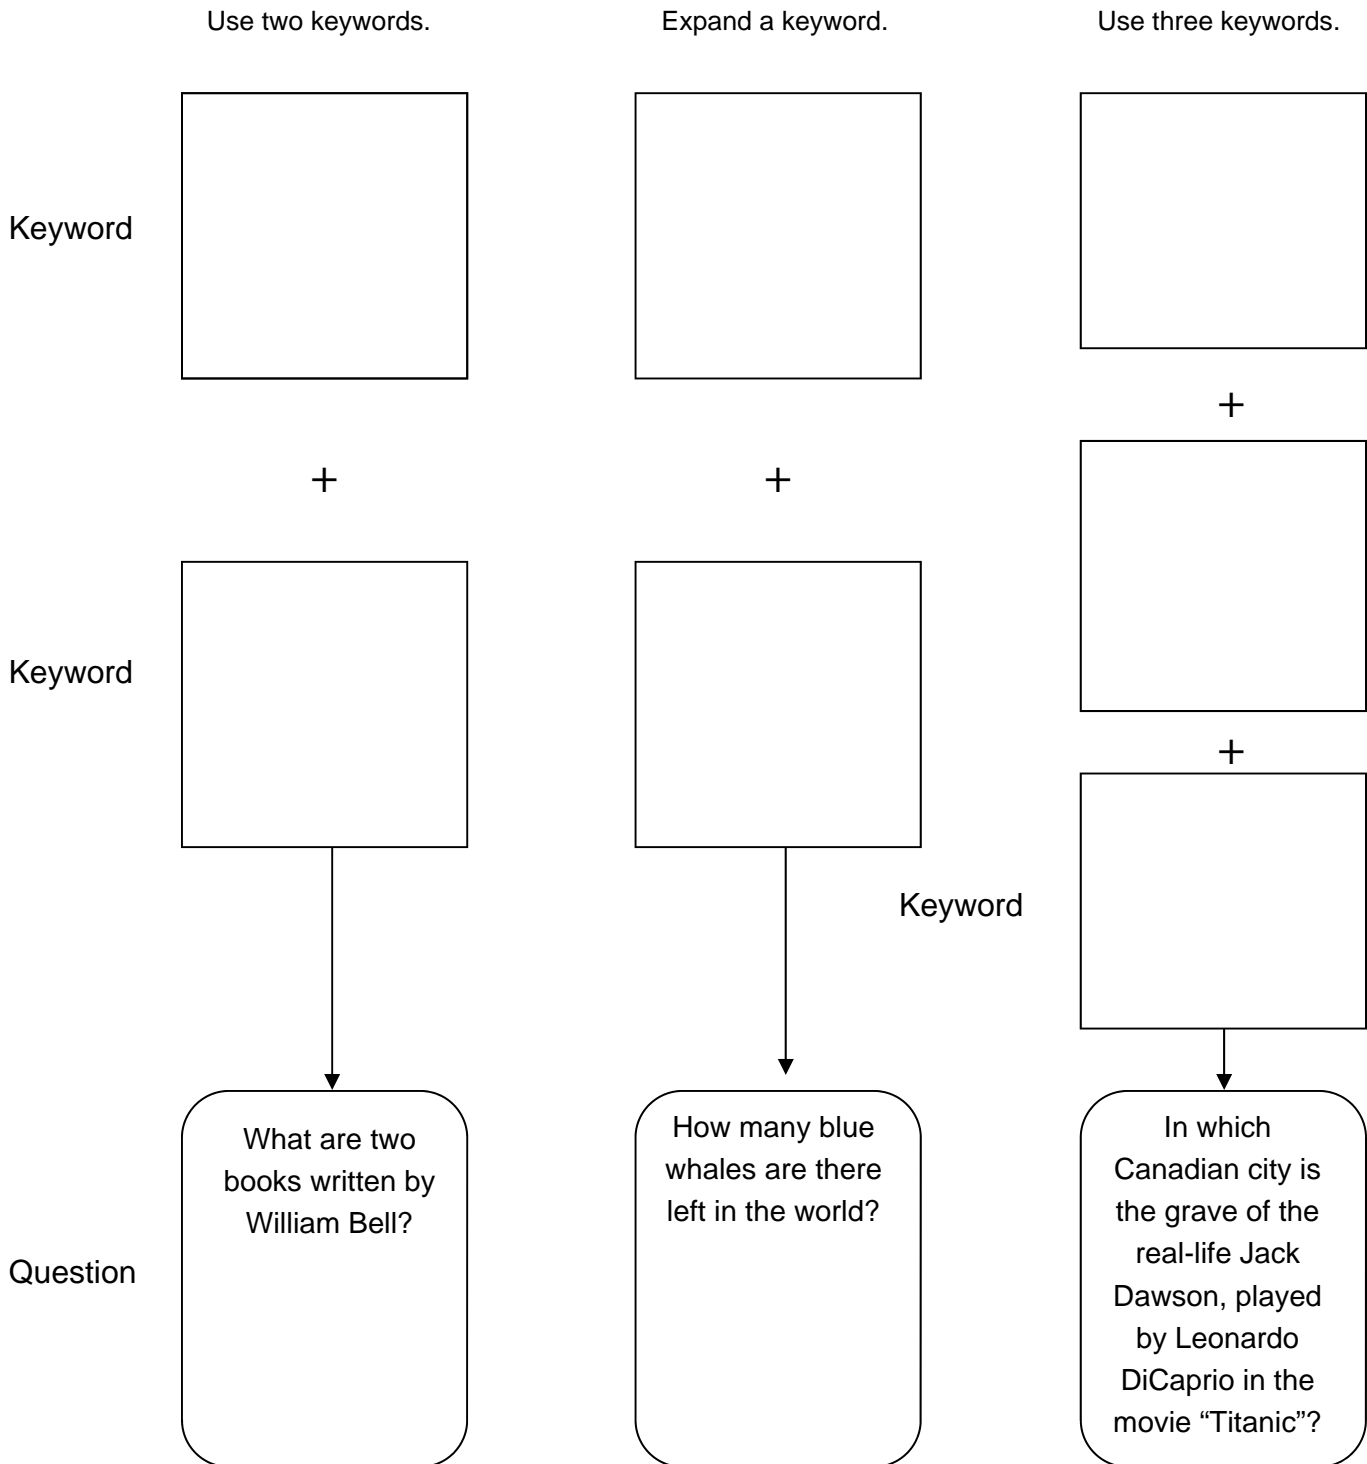 Use two keywords.
Expand a keyword.
Use three keywords.
Keyword
+
+
+
Keyword
+
Keyword
What are two
books written by
William Bell?
How many blue
whales are there
left in the world?
In which
Canadian city is
the grave of the
real-life Jack
Dawson, played
by Leonardo
DiCaprio in the
movie “Titanic”?
Question